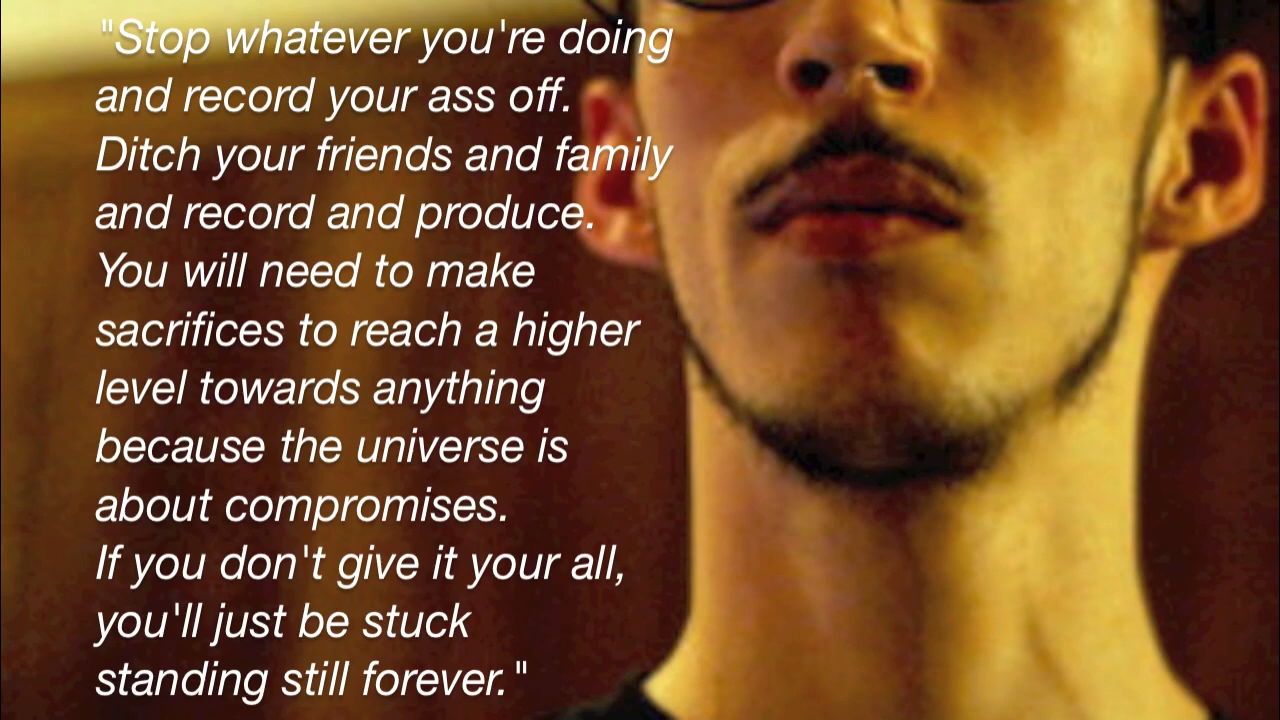 "Stop whatever you're doing
and record your ass off.
Ditch your friends and family
and record and produce.
You will need to make
sacrifices to reach a higher
level towards anything
because the universe is
about compromises.
If you don't give it your all,
you'll just be stuck
standing still forever."